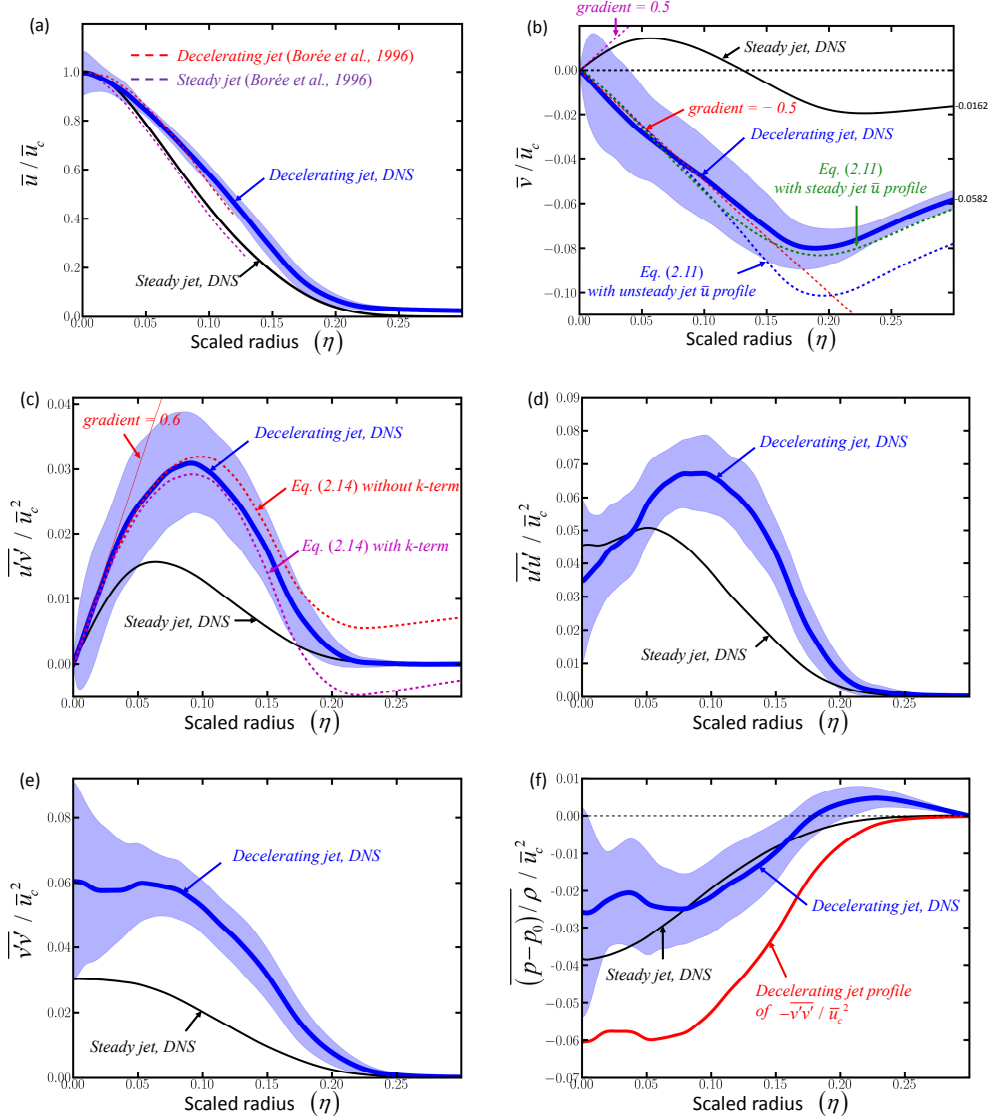 (a)
Decelerating jet (Borée et al., 1996)
Steady jet (Borée et al., 1996)
Decelerating jet, DNS
Steady jet, DNS
u̅ / u̅_c
1.0
0.8
0.6
0.4
0.2
0.0
0.00 0.05 0.10 0.15 0.20 0.25
Scaled radius (η)
gradient = 0.5
(b)
Steady jet, DNS
gradient = − 0.5
Decelerating jet, DNS
Eq. (2.11)
with steady jet u̅ profile
Eq. (2.11)
with unsteady jet u̅ profile
-0.0162
-0.0582
v̅ / u̅_c
0.00
−0.02
−0.04
−0.06
−0.08
−0.10
0.00 0.05 0.10 0.15 0.20 0.25
Scaled radius (η)
(c)
gradient = 0.6
Decelerating jet, DNS
Eq. (2.14) without k-term
Eq. (2.14) with k-term
Steady jet, DNS
u'v' / u̅_c²
0.04
0.03
0.02
0.01
0.00
0.00 0.05 0.10 0.15 0.20 0.25
Scaled radius (η)
(d)
Decelerating jet, DNS
Steady jet, DNS
u'u' / u̅_c²
0.09
0.08
0.07
0.06
0.05
0.04
0.03
0.02
0.01
0.00
0.00 0.05 0.10 0.15 0.20 0.25
Scaled radius (η)
(e)
Decelerating jet, DNS
Steady jet, DNS
v'v' / u̅_c²
0.08
0.06
0.04
0.02
0.00
0.00 0.05 0.10 0.15 0.20 0.25
Scaled radius (η)
(f)
Decelerating jet, DNS
Steady jet, DNS
Decelerating jet profile
of −v'v' / u̅_c²
(p−p₀) / ρ / u̅_c²
0.01
0.00
−0.01
−0.02
−0.03
−0.04
−0.05
−0.06
−0.07
0.00 0.05 0.10 0.15 0.20 0.25
Scaled radius (η)